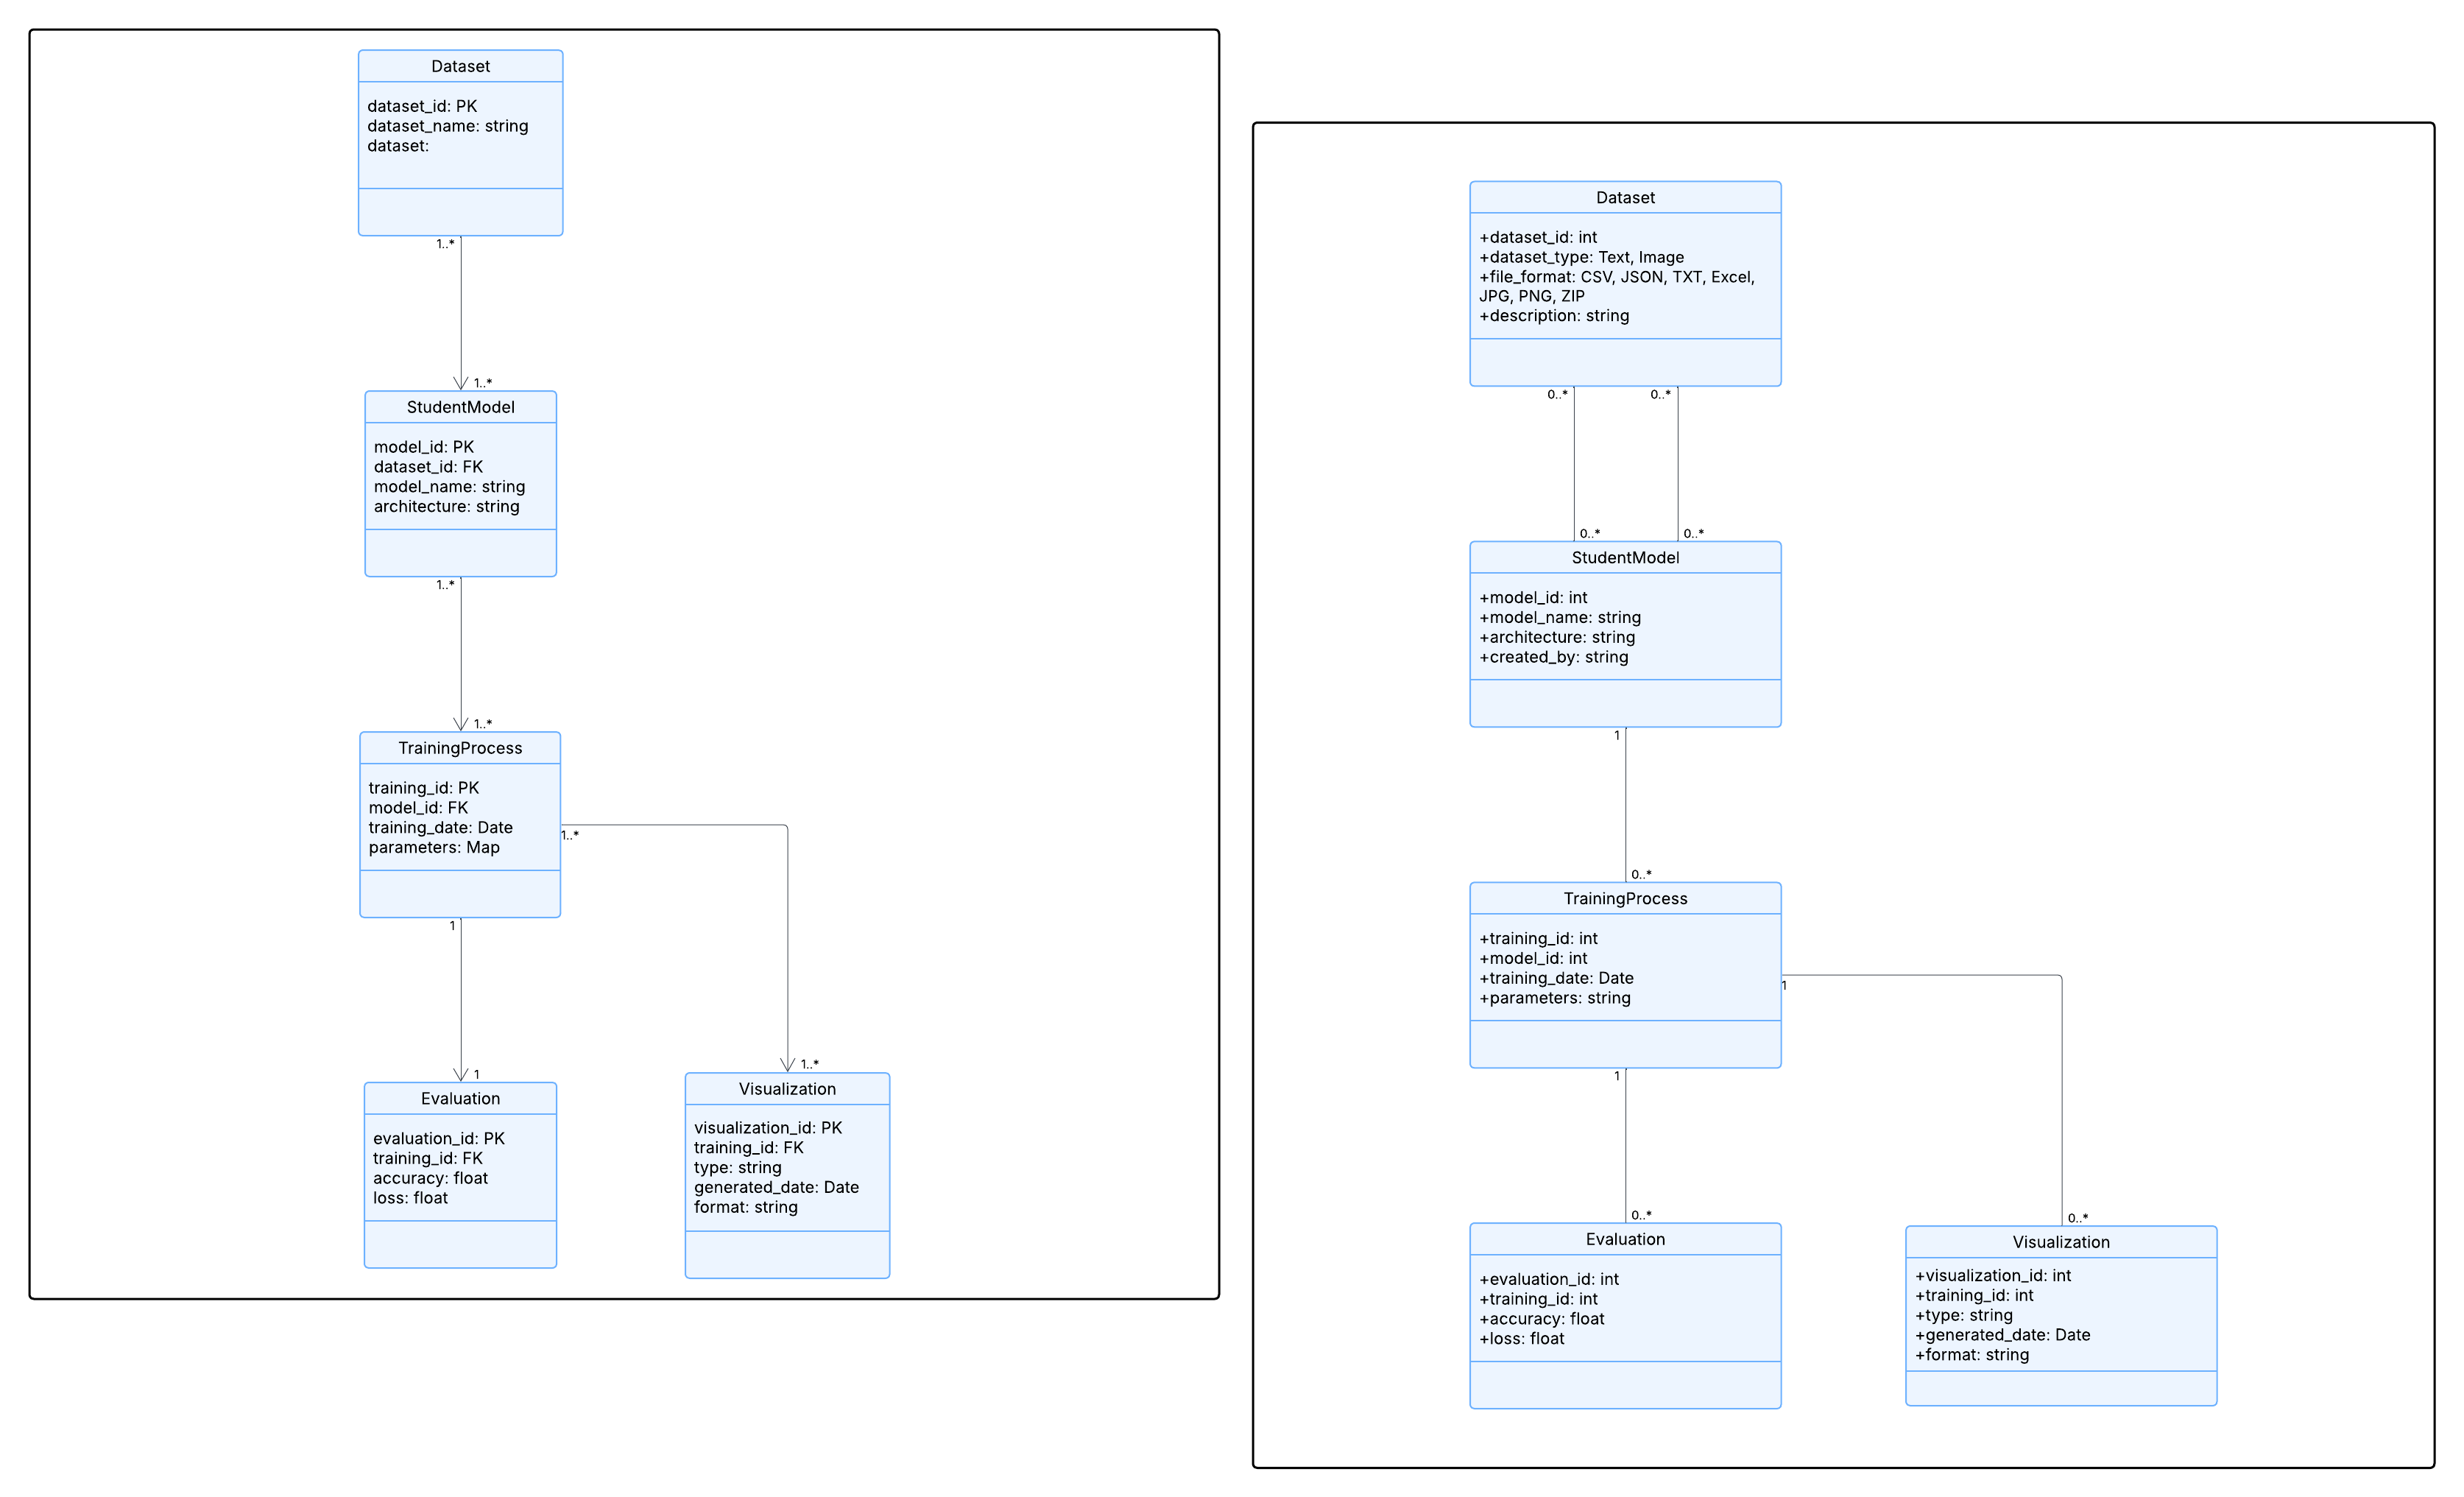 Dataset
dataset_id: PK
dataset_name: string
dataset:
1..*
1..*
StudentModel
model_id: PK
dataset_id: FK
model_name: string
architecture: string
1..*
1..*
TrainingProcess
training_id: PK
model_id: FK
training_date: Date
parameters: Map
1..*
1
1
1..*
Evaluation
evaluation_id: PK
training_id: FK
accuracy: float
loss: float
Visualization
visualization_id: PK
training_id: FK
type: string
generated_date: Date
format: string
Dataset
+dataset_id: int
+dataset_type: Text, Image
+file_format: CSV, JSON, TXT, Excel,
JPG, PNG, ZIP
+description: string
0..*
0..*
0..*
0..*
StudentModel
+model_id: int
+model_name: string
+architecture: string
+created_by: string
1
0..*
TrainingProcess
+training_id: int
+model_id: int
+training_date: Date
+parameters: string
1
1
0..*
0..*
Evaluation
+evaluation_id: int
+training_id: int
+accuracy: float
+loss: float
Visualization
+visualization_id: int
+training_id: int
+type: string
+generated_date: Date
+format: string